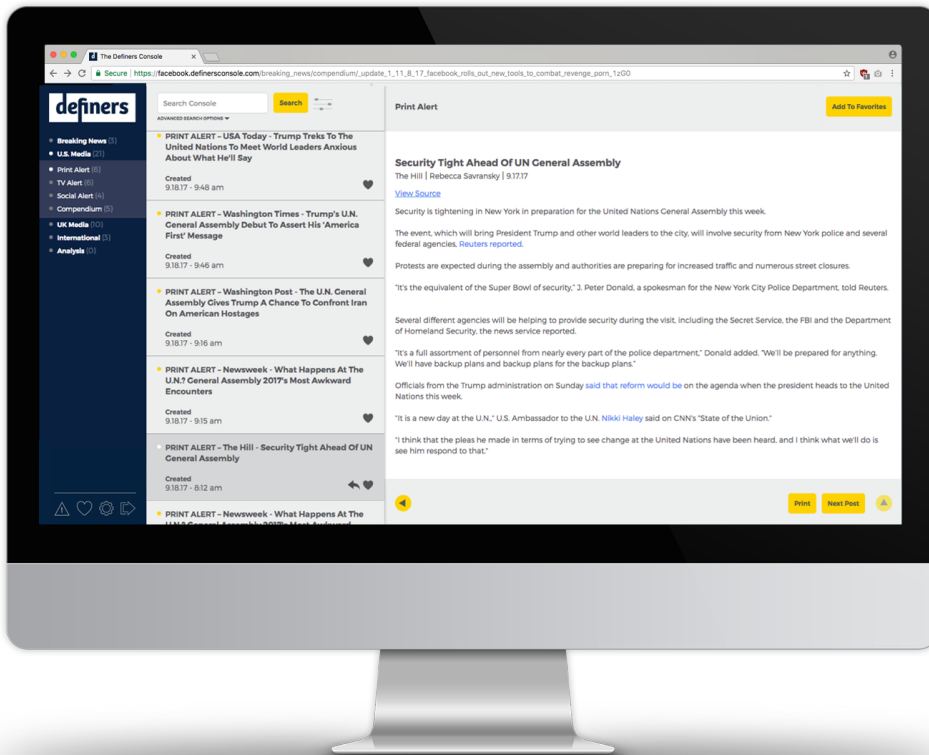 The Definers Console
Secure | https://facebook.definersconsole.com/breaking_news/compendium/_update_1_11_8_17_facebook_rolls_out_new_tools_to_combat_revenge_porn_1zG0
definers
Breaking News (3)
U.S. Media (21)
Print Alert (6)
TV Alert (6)
Social Alert (4)
Compendium (5)
UK Media (10)
International (3)
Analysis (0)
Search Console
Search
ADVANCED SEARCH OPTIONS
PRINT ALERT – USA Today - Trump Treks To The
United Nations To Meet World Leaders Anxious
About What He'll Say
Created
9.18.17 - 9:48 am
PRINT ALERT – Washington Times - Trump's U.N.
General Assembly Debut To Assert His 'America
First' Message
Created
9.18.17 - 9:46 am
PRINT ALERT – Washington Post - The U.N. General
Assembly Gives Trump A Chance To Confront Iran
On American Hostages
Created
9.18.17 - 9:16 am
PRINT ALERT – Newsweek - What Happens At The
U.N.? General Assembly 2017's Most Awkward
Encounters
Created
9.18.17 - 9:15 am
PRINT ALERT – The Hill - Security Tight Ahead Of UN
General Assembly
Created
9.18.17 - 8:12 am
PRINT ALERT – Newsweek - What Happens At The
U.N.? General Assembly 2017's Most Awkward
Print Alert
Add To Favorites
Security Tight Ahead Of UN General Assembly
The Hill | Rebecca Savransky | 9.17.17
View Source
Security is tightening in New York in preparation for the United Nations General Assembly this week.
The event, which will bring President Trump and other world leaders to the city, will involve security from New York police and several
federal agencies, Reuters reported.
Protests are expected during the assembly and authorities are preparing for increased traffic and numerous street closures.
"It's the equivalent of the Super Bowl of security," J. Peter Donald, a spokesman for the New York City Police Department, told Reuters.
Several different agencies will be helping to provide security during the visit, including the Secret Service, the FBI and the Department
of Homeland Security, the news service reported.
"It's a full assortment of personnel from nearly every part of the police department," Donald added. "We'll be prepared for anything.
We'll have backup plans and backup plans for the backup plans."
Officials from the Trump administration on Sunday said that reform would be on the agenda when the president heads to the United
Nations this week.
"It is a new day at the U.N.," U.S. Ambassador to the U.N. Nikki Haley said on CNN's "State of the Union."
"I think that the pleas he made in terms of trying to see change at the United Nations have been heard, and I think what we'll do is
see him respond to that."
Print
Next Post